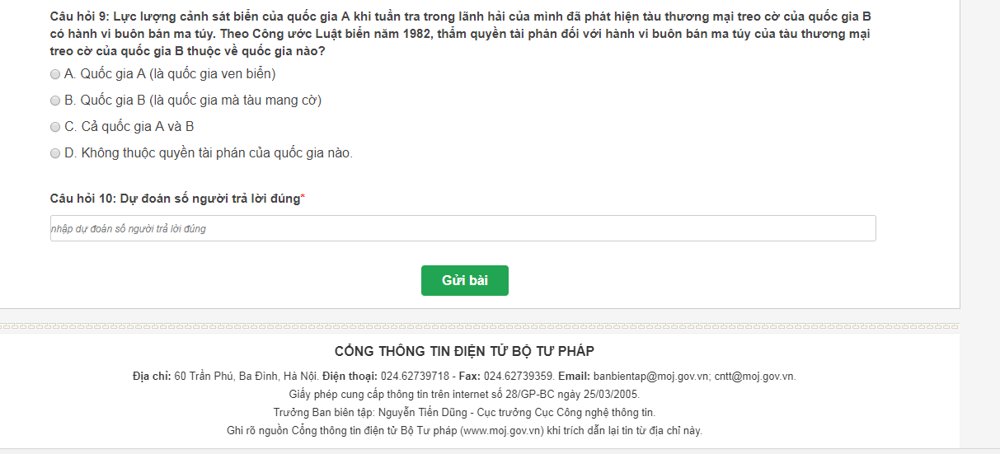 Câu hỏi 9: Lực lượng cảnh sát biển của quốc gia A khi tuần tra trong lãnh hải của mình đã phát hiện tàu thương mại treo cờ của quốc gia B
có hành vi buôn bán ma túy. Theo Công ước Luật biển năm 1982, thẩm quyền tài phán đối với hành vi buôn bán ma túy của tàu thương mại
treo cờ của quốc gia B thuộc về quốc gia nào?
A. Quốc gia A (là quốc gia ven biển)
B. Quốc gia B (là quốc gia mà tàu mang cờ)
C. Cả quốc gia A và B
D. Không thuộc quyền tài phán của quốc gia nào.
Câu hỏi 10: Dự đoán số người trả lời đúng*
nhập dự đoán số người trả lời đúng
Gửi bài
CỔNG THÔNG TIN ĐIỆN TỬ BỘ TƯ PHÁP
Địa chỉ: 60 Trần Phú, Ba Đình, Hà Nội. Điện thoại: 024.62739718 - Fax: 024.62739359. Email: banbientap@moj.gov.vn; cntt@moj.gov.vn.
Giấy phép cung cấp thông tin trên internet số 28/GP-BC ngày 25/03/2005.
Trưởng Ban biên tập: Nguyễn Tiến Dũng - Cục trưởng Cục Công nghệ thông tin.
Ghi rõ nguồn Cổng thông tin điện tử Bộ Tư pháp (www.moj.gov.vn) khi trích dẫn lại tin từ địa chỉ này.